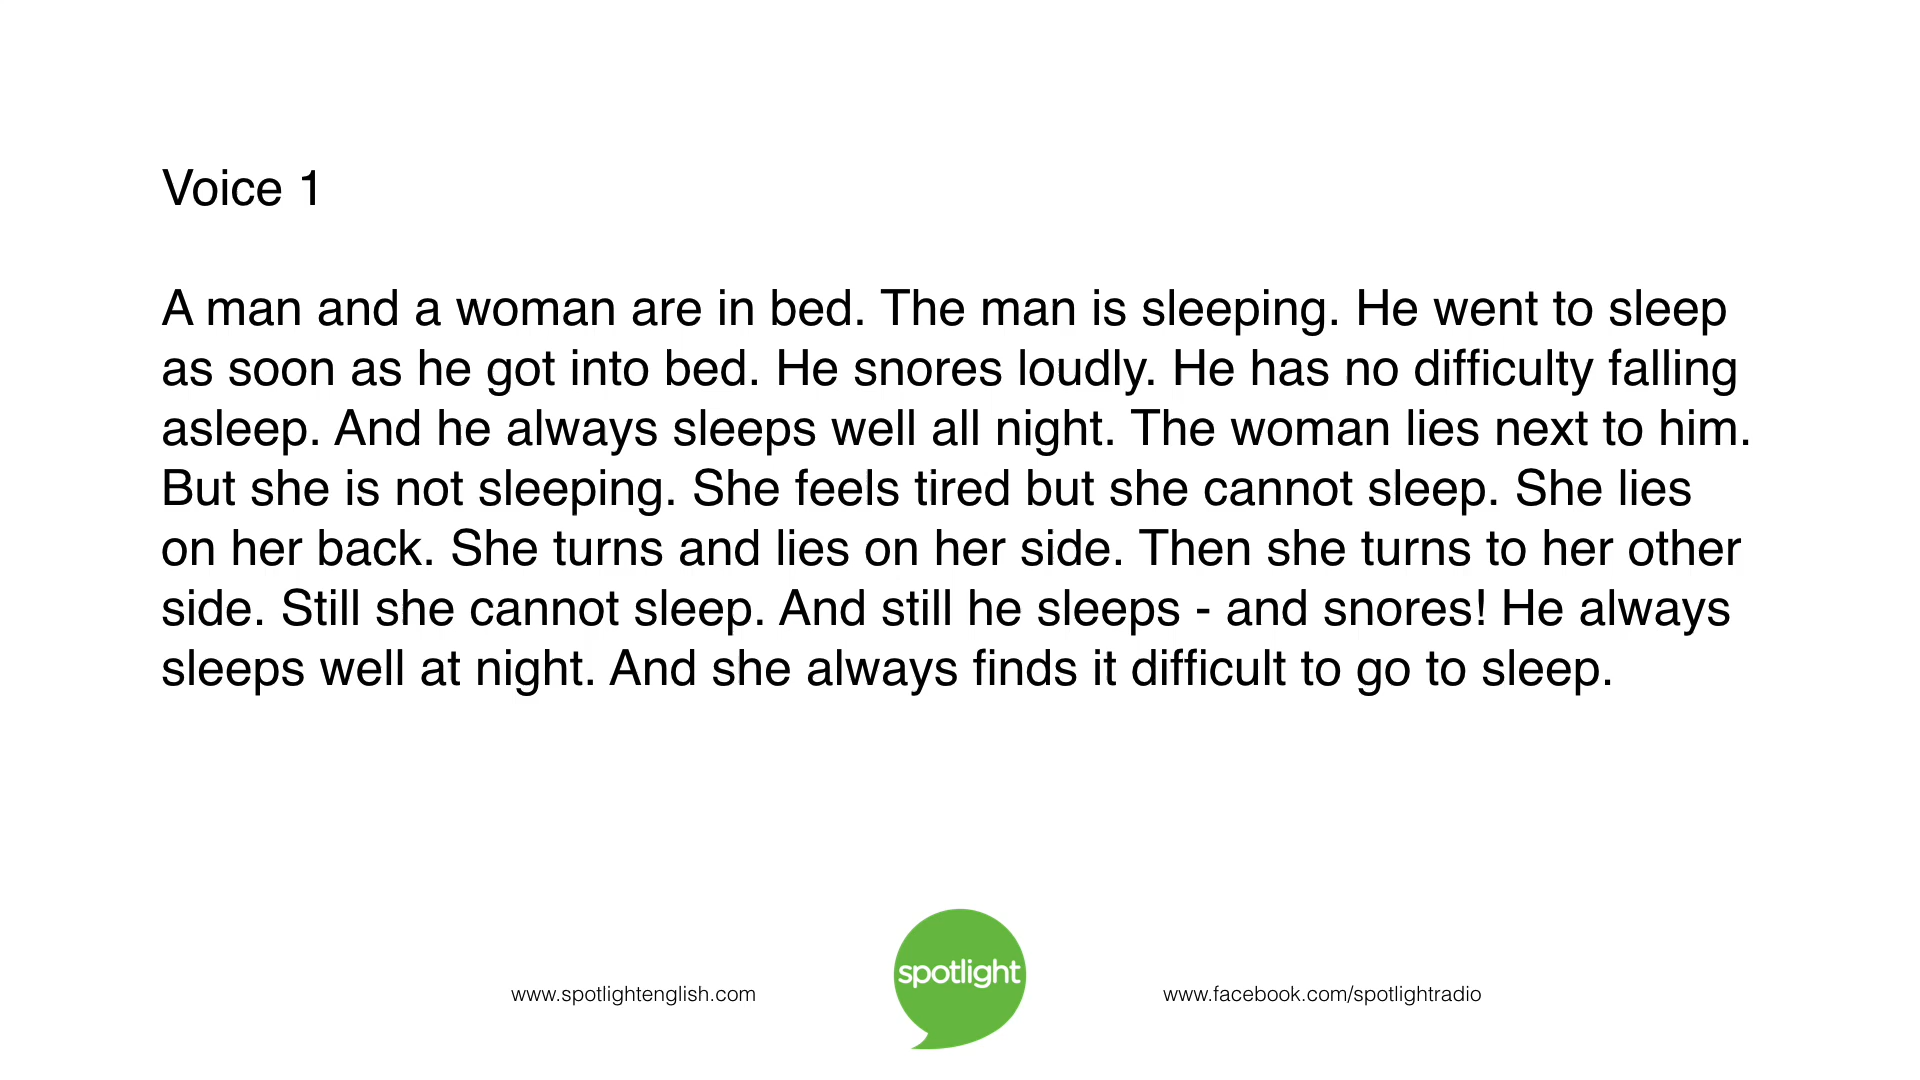 Voice 1
A man and a woman are in bed. The man is sleeping. He went to sleep
as soon as he got into bed. He snores loudly. He has no difficulty falling
asleep. And he always sleeps well all night. The woman lies next to him.
But she is not sleeping. She feels tired but she cannot sleep. She lies
on her back. She turns and lies on her side. Then she turns to her other
side. Still she cannot sleep. And still he sleeps - and snores! He always
sleeps well at night. And she always finds it difficult to go to sleep.
spotlight
www.spotlightenglish.com
www.facebook.com/spotlightradio